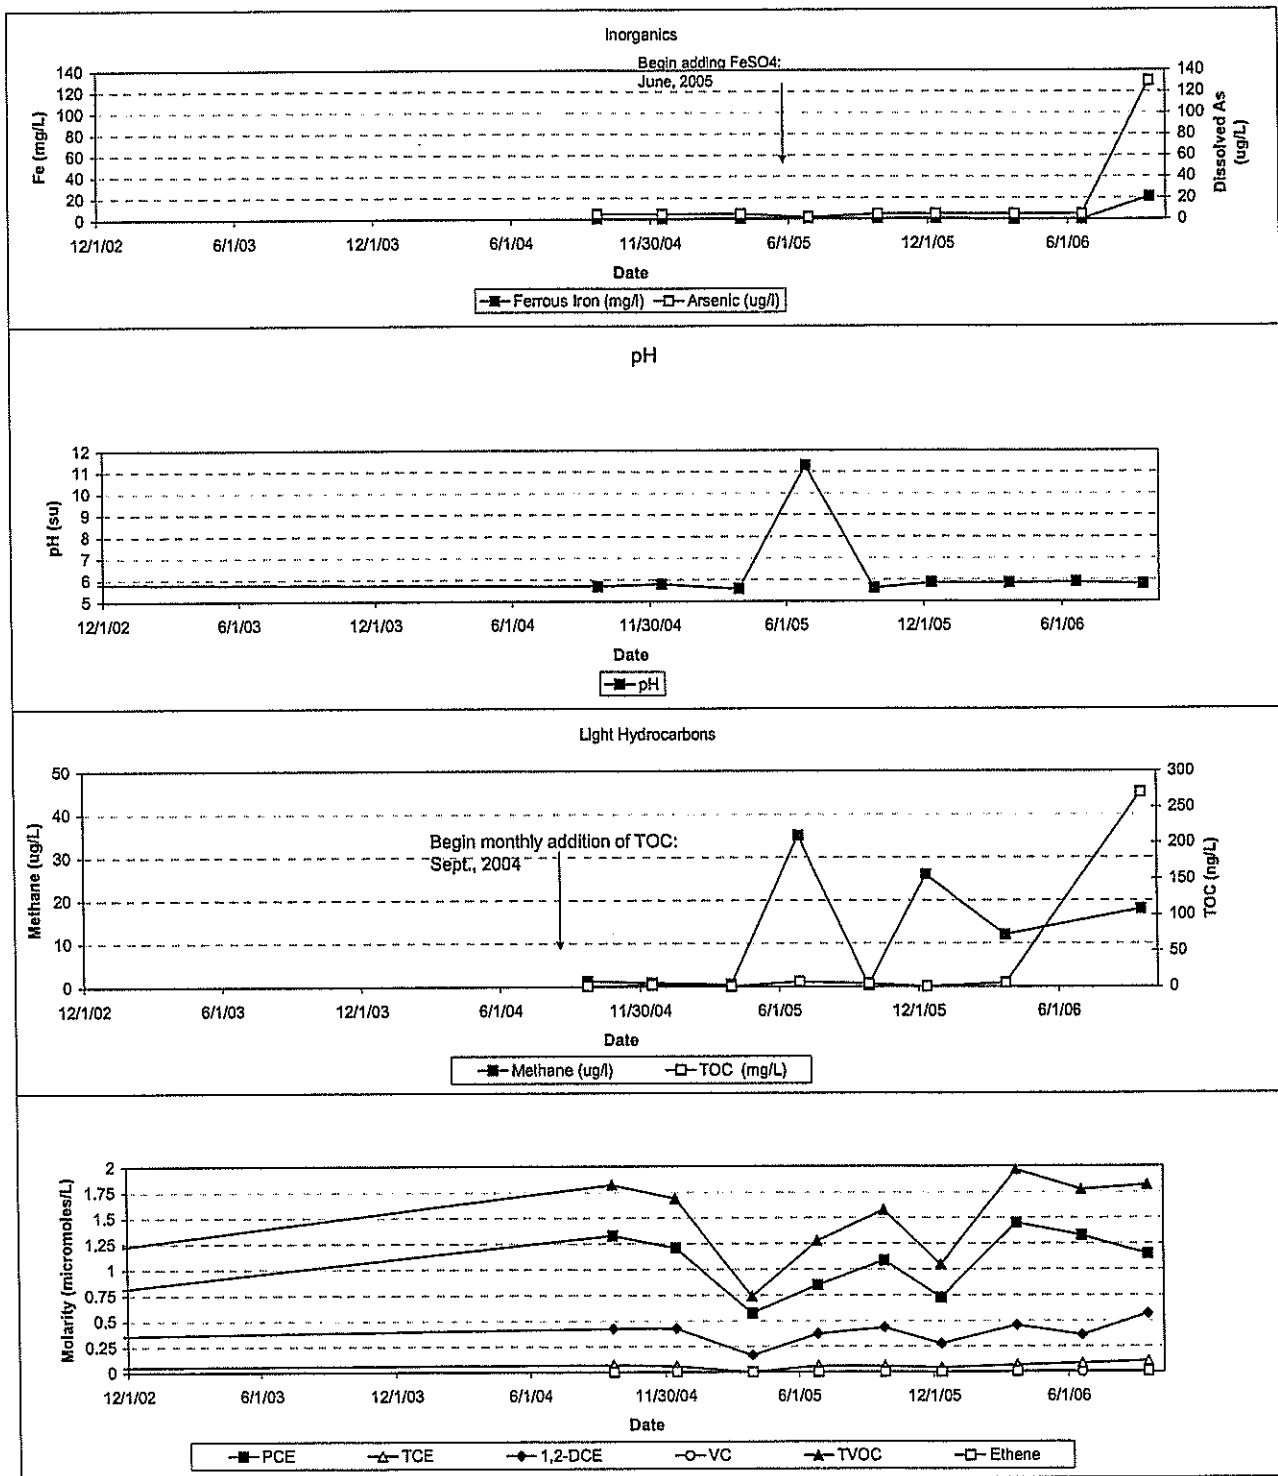 Inorganics
Begin adding FeSO4:
June, 2005
140
120
100
80
60
40
20
0
Fe (mg/L)
140
120
100
80
60
40
20
0
Dissolved As
(ug/L)
12/1/02 6/1/03 12/1/03 6/1/04 11/30/04 6/1/05 12/1/05 6/1/06
Date
Ferrous Iron (mg/l) Arsenic (ug/l)
pH
12
11
10
9
8
7
6
5
pH (su)
12/1/02 6/1/03 12/1/03 6/1/04 11/30/04 6/1/05 12/1/05 6/1/06
Date
pH
Light Hydrocarbons
50
40
30
20
10
0
Methane (ug/L)
Begin monthly addition of TOC:
Sept., 2004
300
250
200
150
100
50
0
TOC (ng/L)
12/1/02 6/1/03 12/1/03 6/1/04 11/30/04 6/1/05 12/1/05 6/1/06
Date
Methane (ug/l) TOC (mg/L)
2
1.75
1.5
1.25
1
0.75
0.5
0.25
0
Molarity (micromoles/L)
12/1/02 6/1/03 12/1/03 6/1/04 11/30/04 6/1/05 12/1/05 6/1/06
Date
PCE TCE 1,2-DCE VC TVOC Ethene